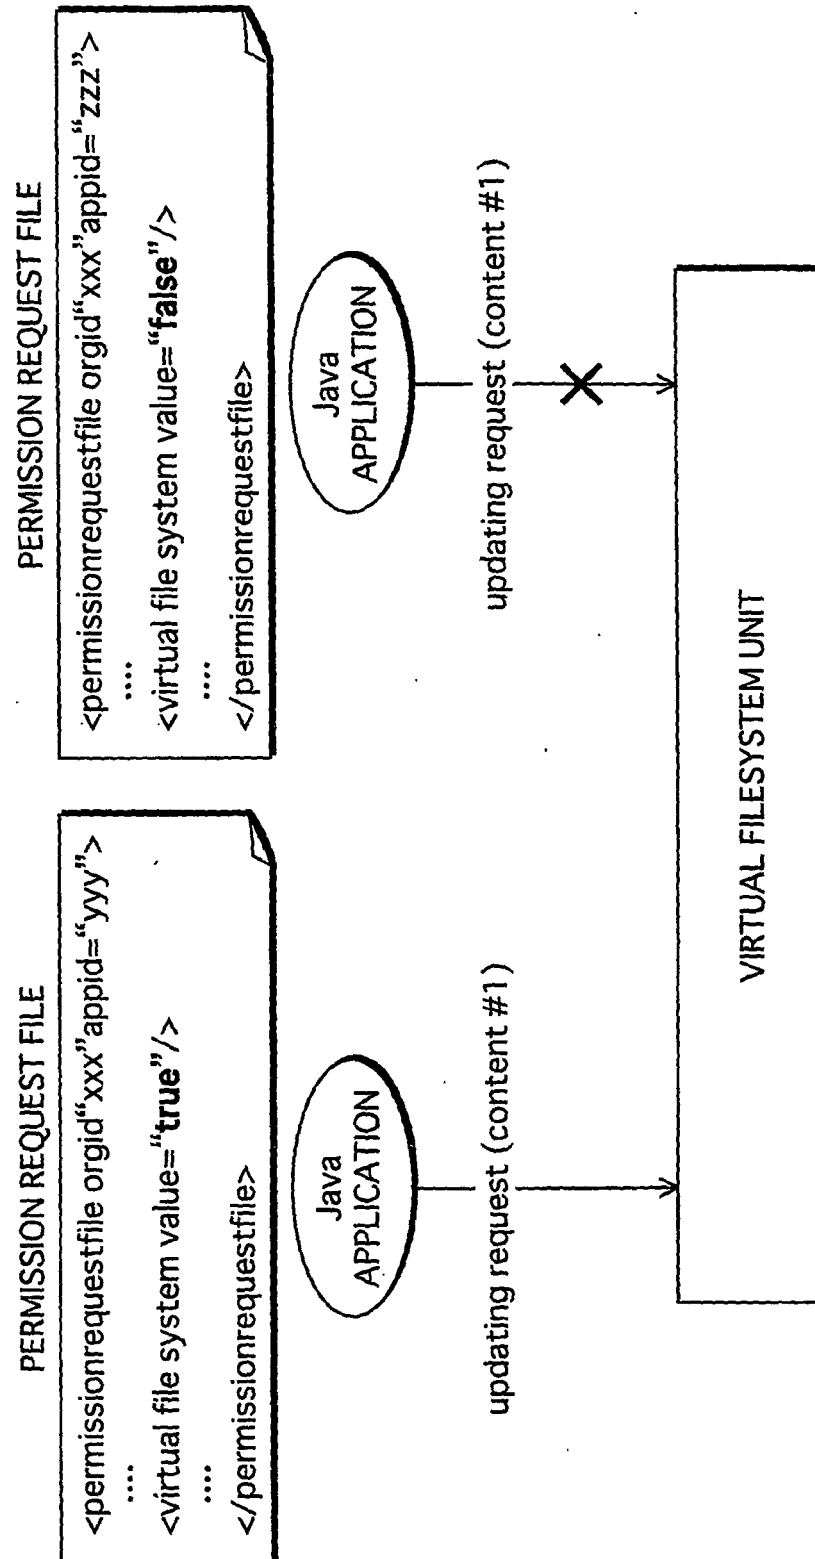 PERMISSION REQUEST FILE
<permissionrequestfile orgid“xxx”appid=“yyy”>
....
<virtual file system value=“true”/>
....
</permissionrequestfile>
Java
APPLICATION
updating request (content #1)
PERMISSION REQUEST FILE
<permissionrequestfile orgid“xxx”appid=“zzz”>
....
<virtual file system value=“false”/>
....
</permissionrequestfile>
Java
APPLICATION
updating request (content #1)
VIRTUAL FILESYSTEM UNIT